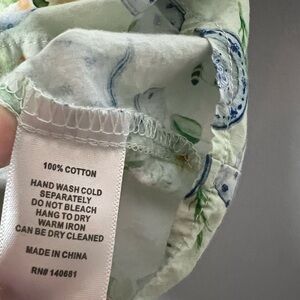 100% COTTON
HAND WASH COLD
SEPARATELY
DO NOT BLEACH
HANG TO DRY
WARM IRON
CAN BE DRY CLEANED
MADE IN CHINA
RN# 140681